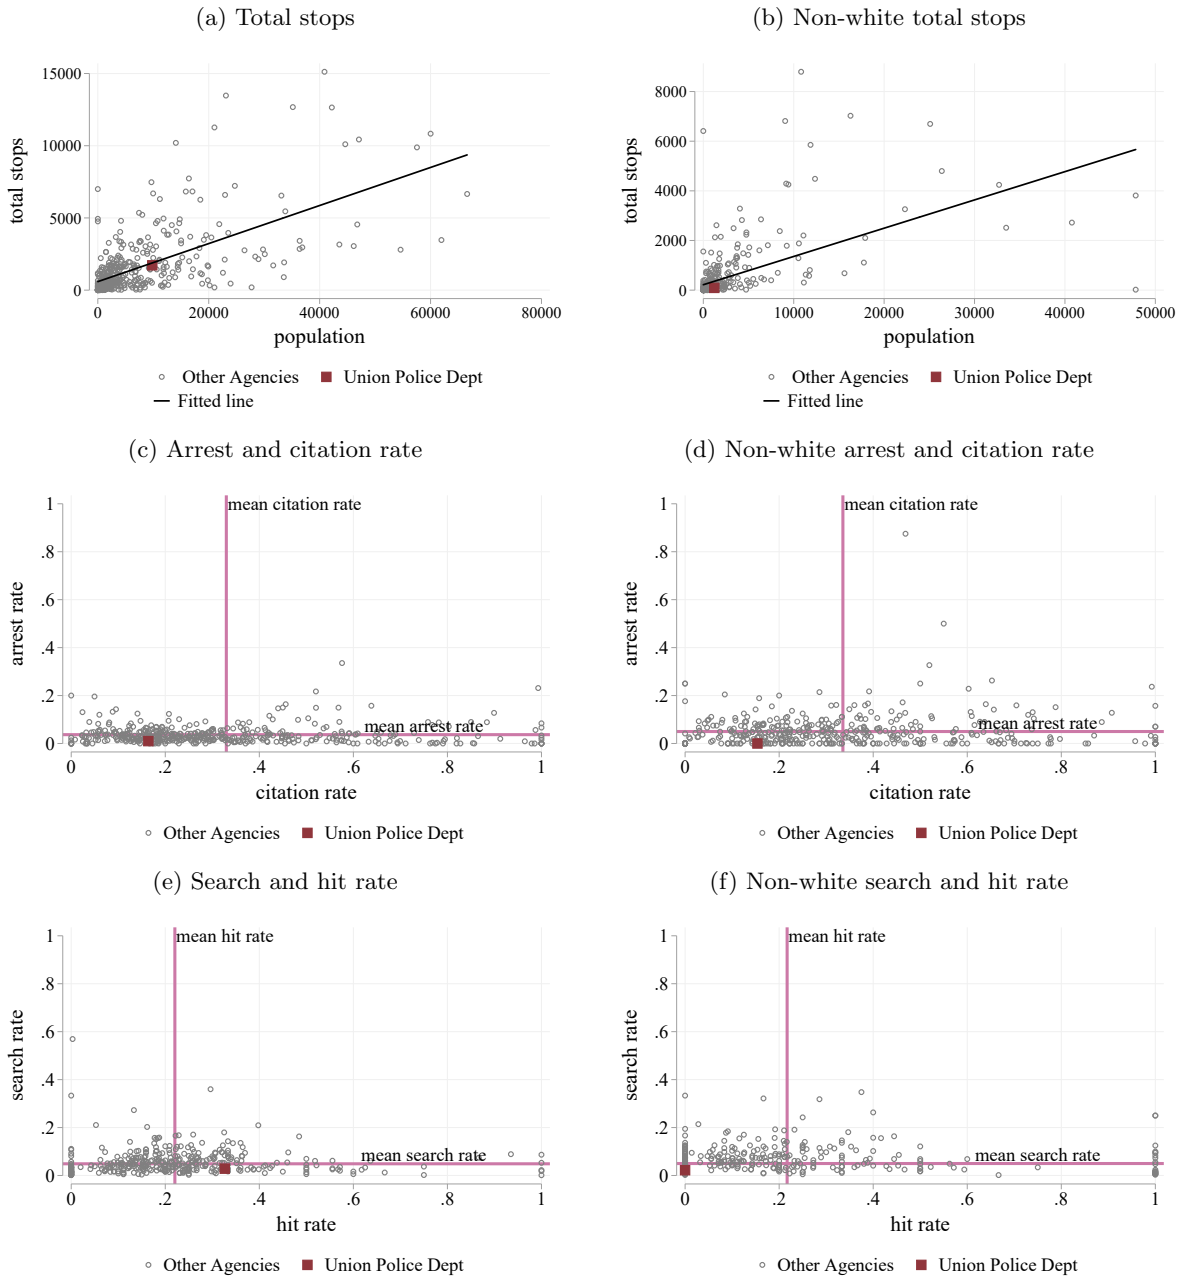 (a) Total stops
15000
10000
5000
0
total stops
0 20000 40000 60000 80000
population
Other Agencies Union Police Dept
Fitted line
(b) Non-white total stops
8000
6000
4000
2000
0
total stops
0 10000 20000 30000 40000 50000
population
Other Agencies Union Police Dept
Fitted line
(c) Arrest and citation rate
1
.8
.6
.4
.2
0
arrest rate
mean citation rate
mean arrest rate
0 .2 .4 .6 .8 1
citation rate
Other Agencies Union Police Dept
(d) Non-white arrest and citation rate
1
.8
.6
.4
.2
0
arrest rate
mean citation rate
mean arrest rate
0 .2 .4 .6 .8 1
citation rate
Other Agencies Union Police Dept
(e) Search and hit rate
1
.8
.6
.4
.2
0
search rate
mean hit rate
mean search rate
0 .2 .4 .6 .8 1
hit rate
Other Agencies Union Police Dept
(f) Non-white search and hit rate
1
.8
.6
.4
.2
0
search rate
mean hit rate
mean search rate
0 .2 .4 .6 .8 1
hit rate
Other Agencies Union Police Dept